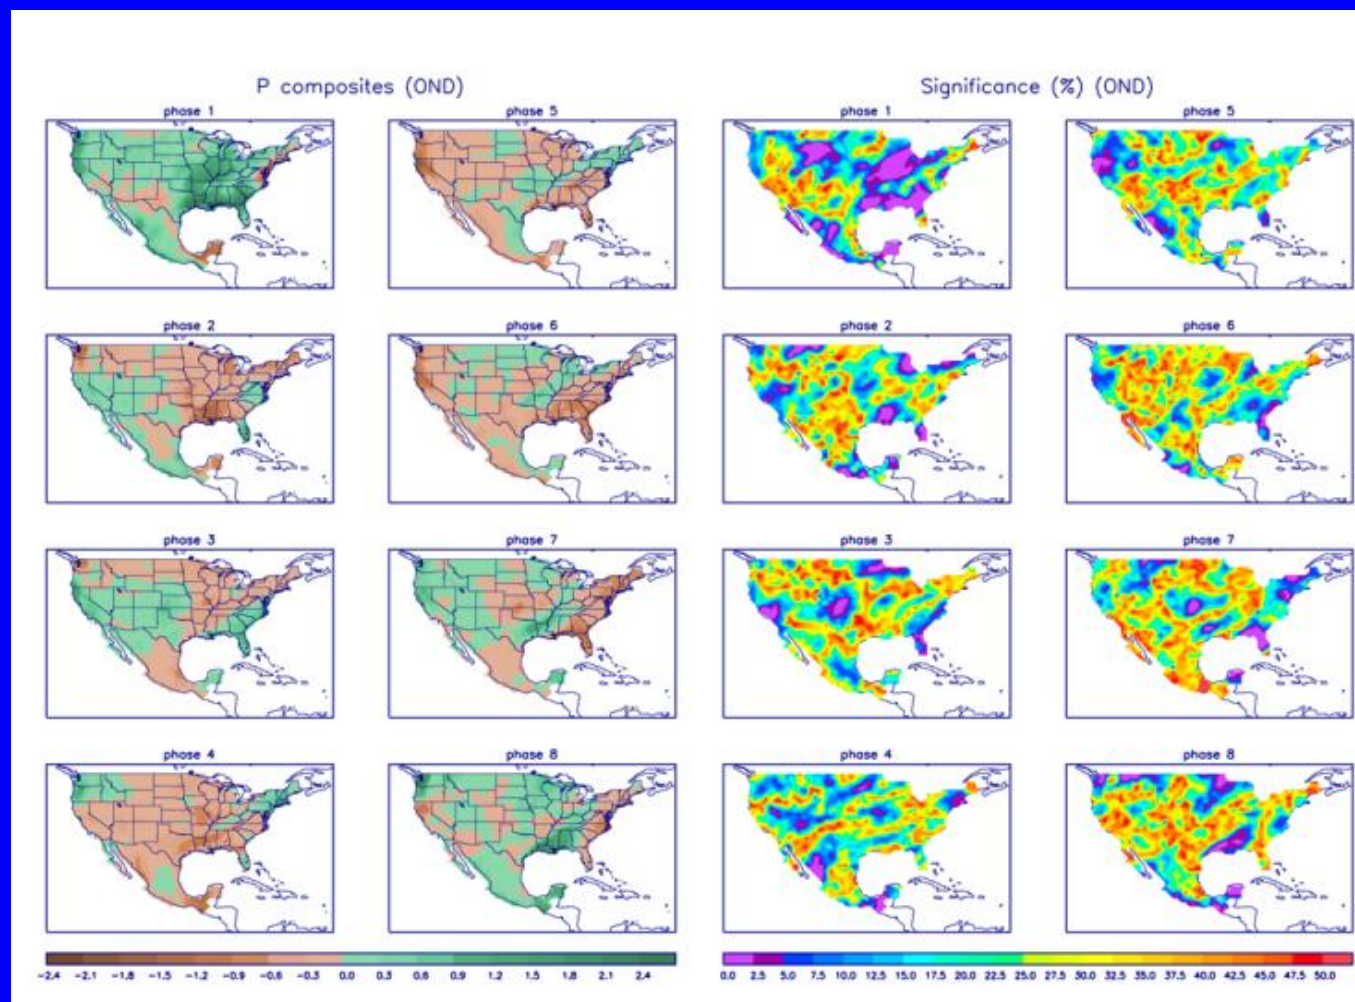 P composites (OND)
Significance (%) (OND)
phase 1
phase 5
phase 1
phase 5
phase 2
phase 6
phase 2
phase 6
phase 3
phase 7
phase 3
phase 7
phase 4
phase 8
phase 4
phase 8
-2.4 -2.1 -1.8 -1.5 -1.2 -0.9 -0.6 -0.3 0.0 0.3 0.6 0.9 1.2 1.5 1.8 2.1 2.4
0.0 2.5 5.0 7.5 10.0 12.5 15.0 17.5 20.0 22.5 25.0 27.5 30.0 32.5 35.0 37.5 40.0 42.5 45.0 47.5 50.0